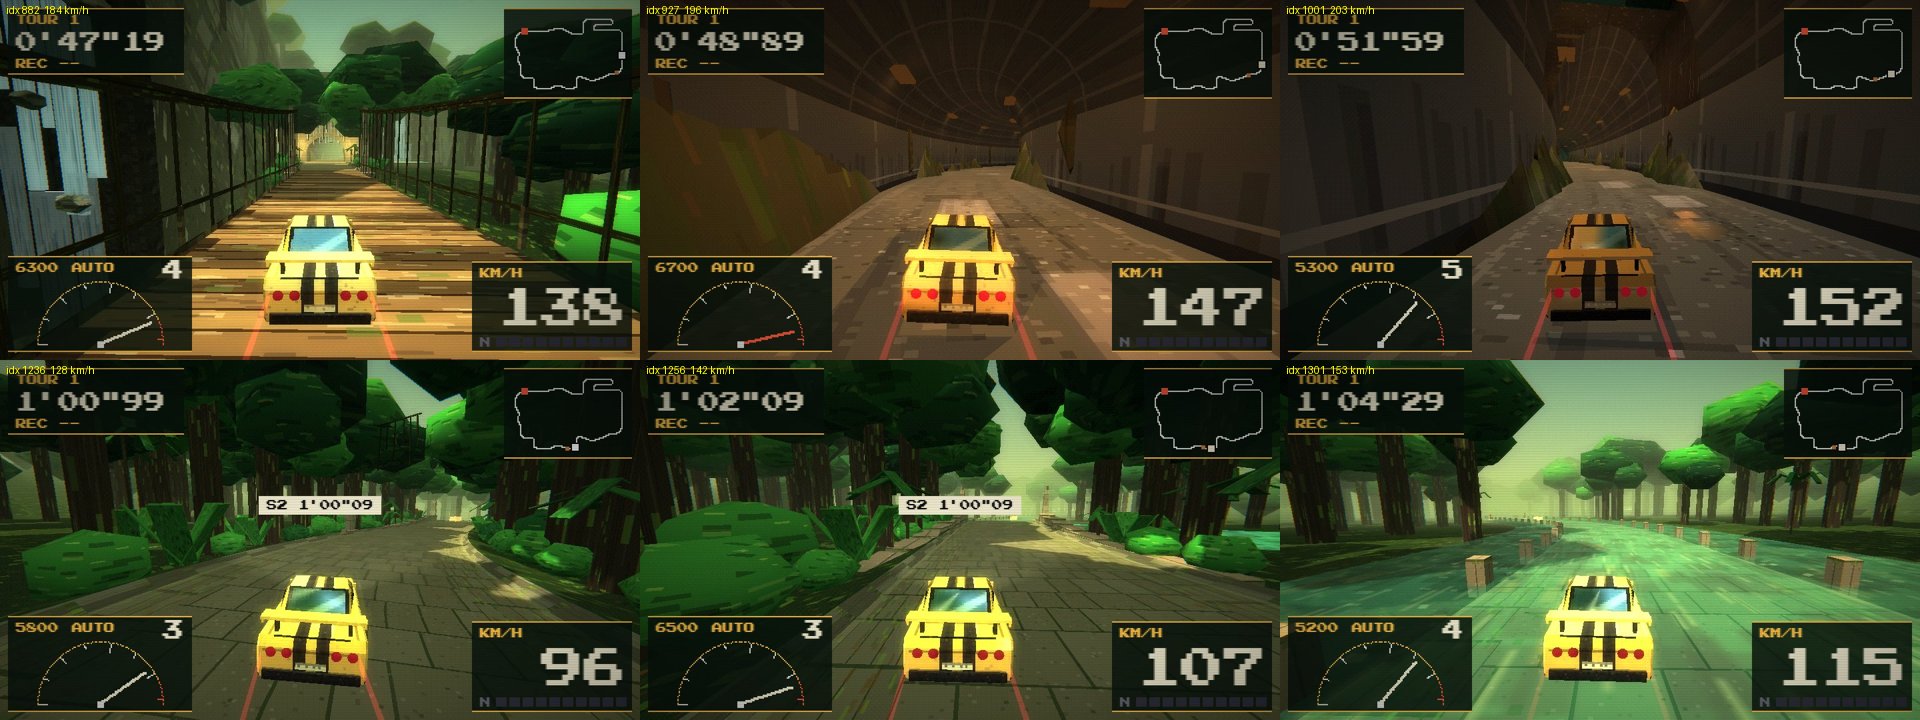 idx 882 184 km/h
TOUR 1
0'47"19
REC --
6300 AUTO 4
KM/H
138
N
idx 927 196 km/h
TOUR 1
0'48"89
REC --
6700 AUTO 4
KM/H
147
N
idx 1001 203 km/h
TOUR 1
0'51"59
REC --
5300 AUTO 5
KM/H
152
N
idx 1236 128 km/h
TOUR 1
1'00"99
REC --
S2 1'00"09
5800 AUTO 3
KM/H
96
N
idx 1256 142 km/h
TOUR 1
1'02"09
REC --
S2 1'00"09
6500 AUTO 3
KM/H
107
N
idx 1301 153 km/h
TOUR 1
1'04"29
REC --
5200 AUTO 4
KM/H
115
N